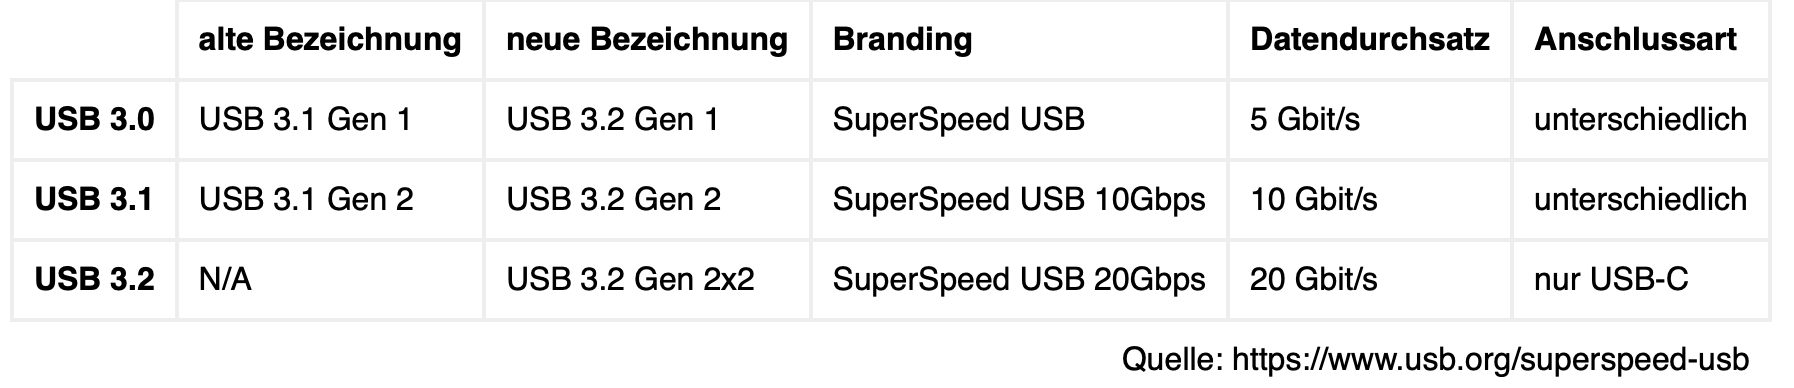 alte Bezeichnung neue Bezeichnung Branding Datendurchsatz Anschlussart
USB 3.0 USB 3.1 Gen 1 USB 3.2 Gen 1 SuperSpeed USB 5 Gbit/s unterschiedlich
USB 3.1 USB 3.1 Gen 2 USB 3.2 Gen 2 SuperSpeed USB 10Gbps 10 Gbit/s unterschiedlich
USB 3.2 N/A USB 3.2 Gen 2x2 SuperSpeed USB 20Gbps 20 Gbit/s nur USB-C
Quelle: https://www.usb.org/superspeed-usb